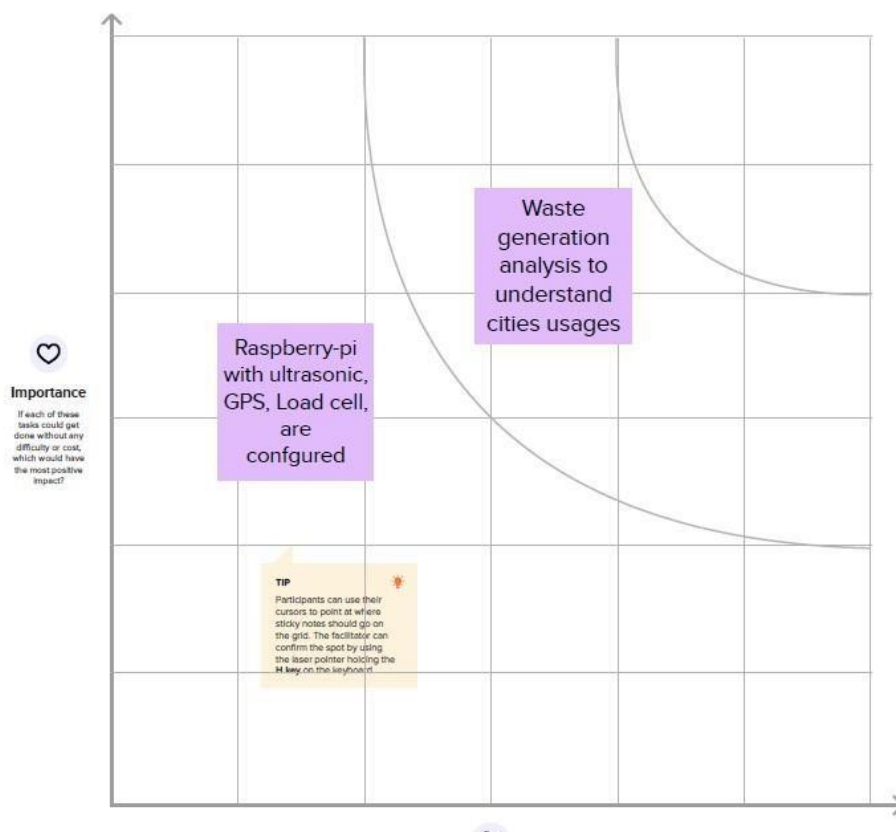 Waste
generation
analysis to
understand
cities usages
Raspberry-pi
with ultrasonic,
GPS, Load cell,
are
confgured
Importance
If each of these
tasks could get
done without any
difficulty or cost,
which would have
the most positive
impact?
TIP
Participants can use their
cursors to point at where
sticky notes should go on
the grid. The facilitator can
confirm the spot by using
the laser pointer holding the
H key on the keyboard.